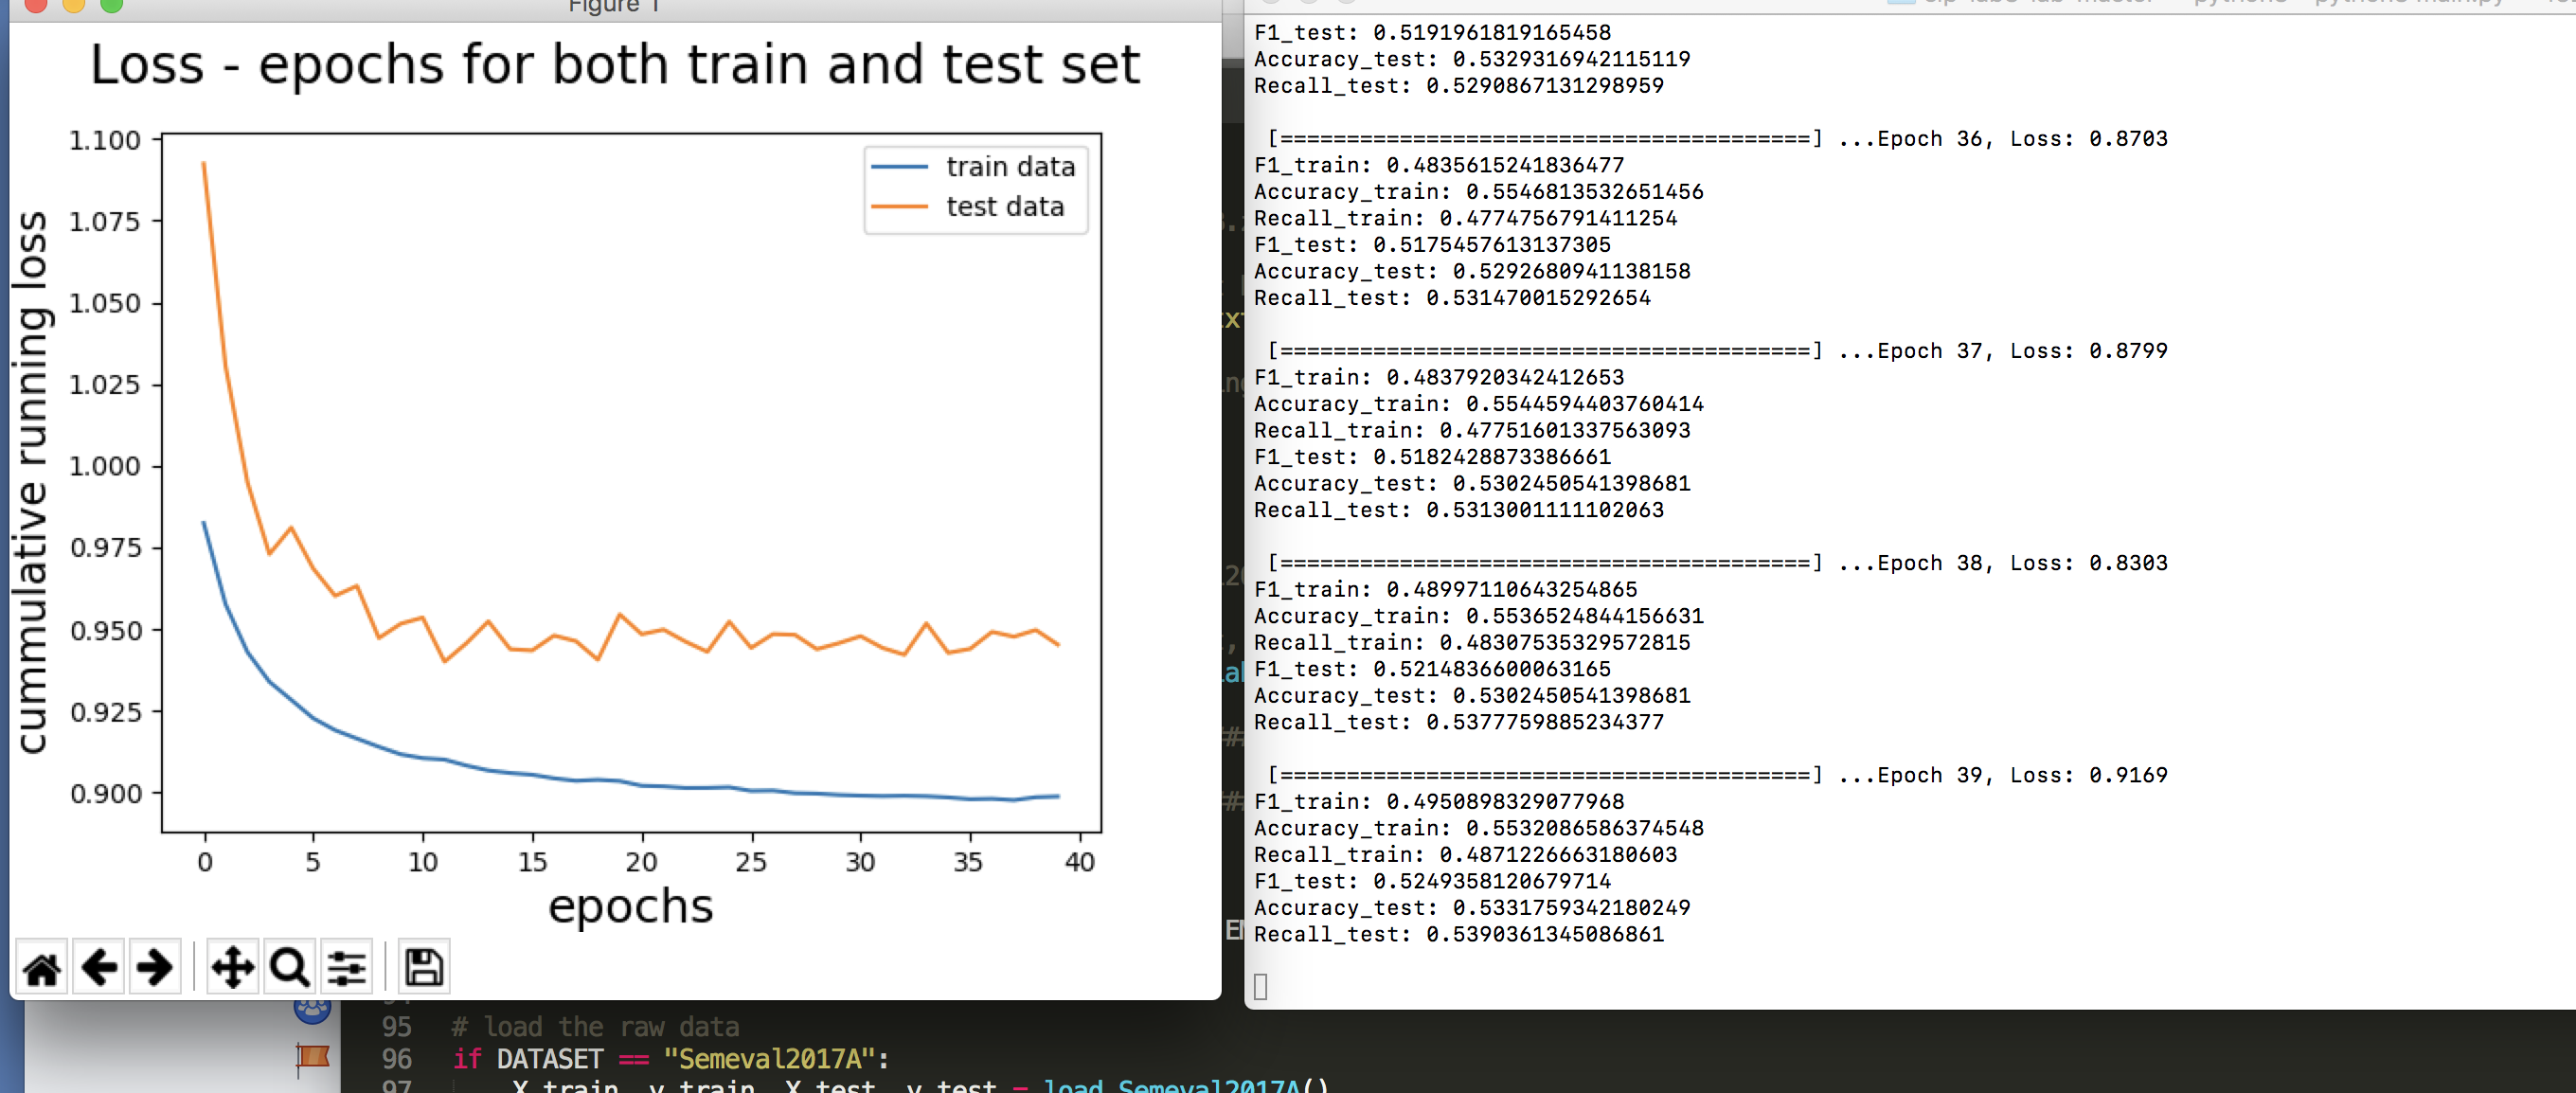 Figure 1
Loss - epochs for both train and test set
cummulative running loss
1.100
1.075
1.050
1.025
1.000
0.975
0.950
0.925
0.900
train data
test data
0 5 10 15 20 25 30 35 40
epochs
F1_test: 0.5191961819165458
Accuracy_test: 0.5329316942115119
Recall_test: 0.5290867131298959
[========================================] ...Epoch 36, Loss: 0.8703
F1_train: 0.4835615241836477
Accuracy_train: 0.5546813532651456
Recall_train: 0.4774756791411254
F1_test: 0.5175457613137305
Accuracy_test: 0.5292680941138158
Recall_test: 0.531470015292654
[========================================] ...Epoch 37, Loss: 0.8799
F1_train: 0.4837920342412653
Accuracy_train: 0.5544594403760414
Recall_train: 0.47751601337563093
F1_test: 0.5182428873386661
Accuracy_test: 0.5302450541398681
Recall_test: 0.5313001111102063
[========================================] ...Epoch 38, Loss: 0.8303
F1_train: 0.48997110643254865
Accuracy_train: 0.5536524844156631
Recall_train: 0.48307535329572815
F1_test: 0.5214836600063165
Accuracy_test: 0.5302450541398681
Recall_test: 0.5377759885234377
[========================================] ...Epoch 39, Loss: 0.9169
F1_train: 0.4950898329077968
Accuracy_train: 0.5532086586374548
Recall_train: 0.4871226663180603
F1_test: 0.5249358120679714
Accuracy_test: 0.5331759342180249
Recall_test: 0.5390361345086861
95 # load the raw data
96 if DATASET == "Semeval2017A":
97 X_train, y_train, X_test, y_test = load_Semeval2017A()